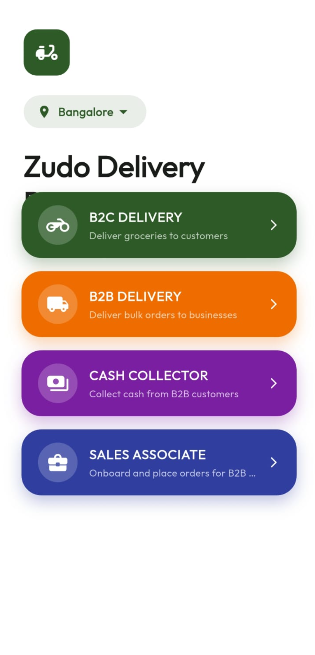 Bangalore
Zudo Delivery
B2C DELIVERY
Deliver groceries to customers
B2B DELIVERY
Deliver bulk orders to businesses
CASH COLLECTOR
Collect cash from B2B customers
SALES ASSOCIATE
Onboard and place orders for B2B ...